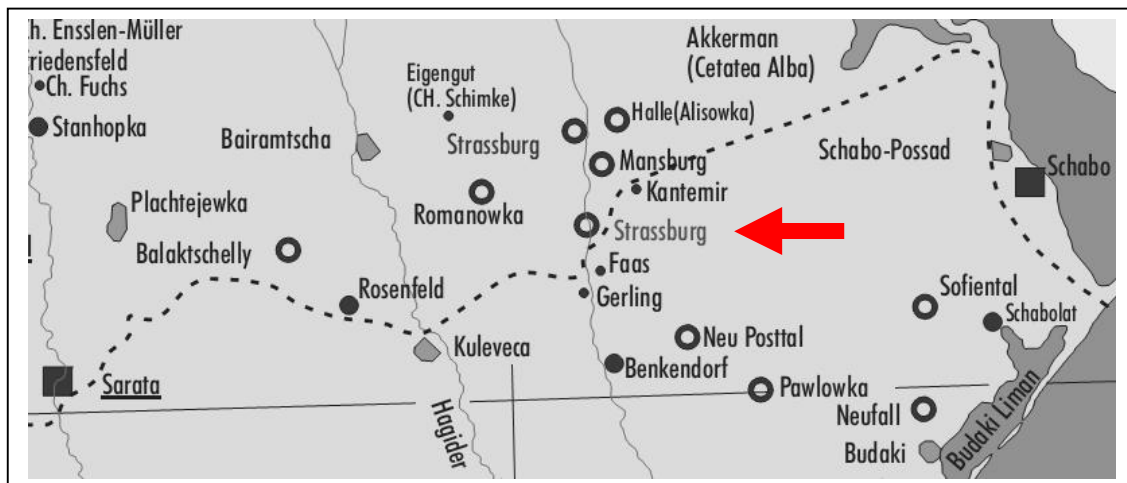 Ch. Ensslen-Müller
Friedensfeld
Ch. Fuchs
Stanhopka
Bairamtscha
Eigengut
(CH. Schimke)
Strassburg
Akkerman
(Cetatea Alba)
Halle(Alisowka)
Mansburg
Kantemir
Schabo-Possad
Schabo
Plachtejewka
Romanowka
Strassburg
Balaktschelly
Faas
Rosenfeld
Gerling
Sofiental
Schabolat
Kuleveca
Neu Posttal
Sarata
Benkendorf
Pawlowka
Neufall
Hagider
Budaki
Budaki Liman